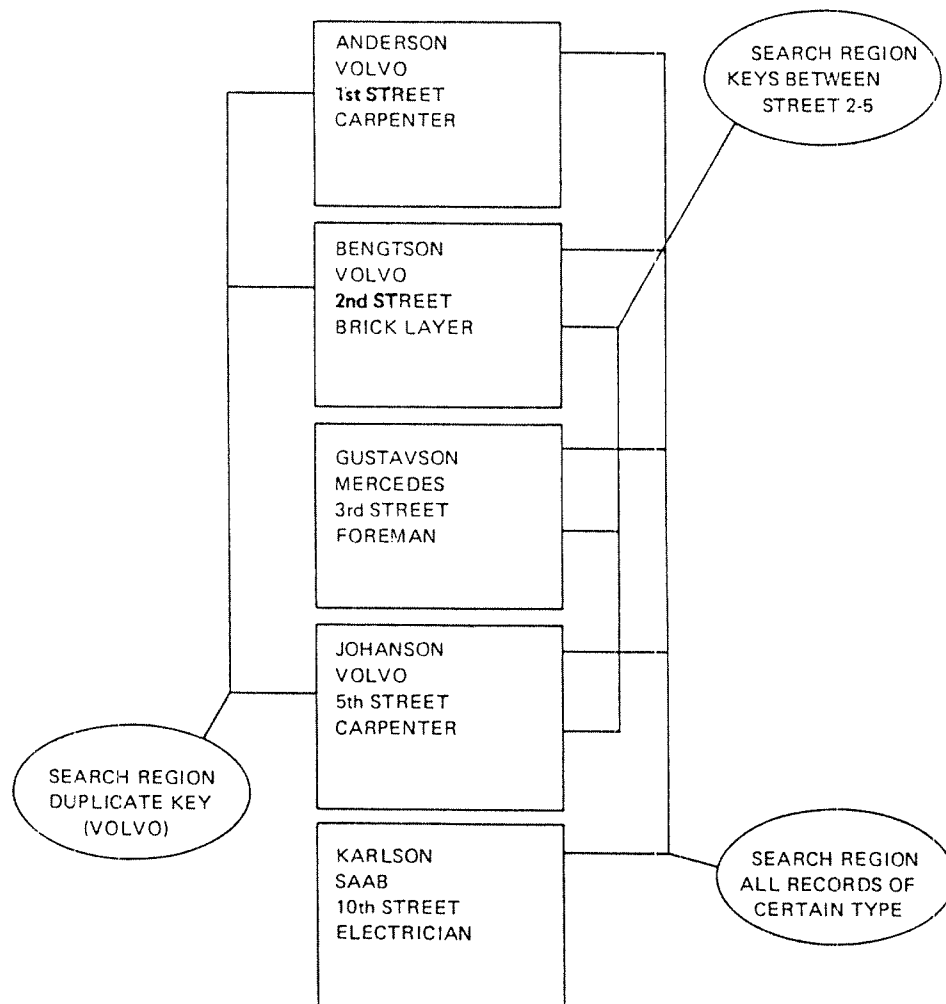 ANDERSON
VOLVO
1st STREET
CARPENTER
SEARCH REGION
KEYS BETWEEN
STREET 2-5
BENGTSON
VOLVO
2nd STREET
BRICK LAYER
GUSTAVSON
MERCEDES
3rd STREET
FOREMAN
JOHANSON
VOLVO
5th STREET
CARPENTER
SEARCH REGION
DUPLICATE KEY
(VOLVO)
KARLSON
SAAB
10th STREET
ELECTRICIAN
SEARCH REGION
ALL RECORDS OF
CERTAIN TYPE